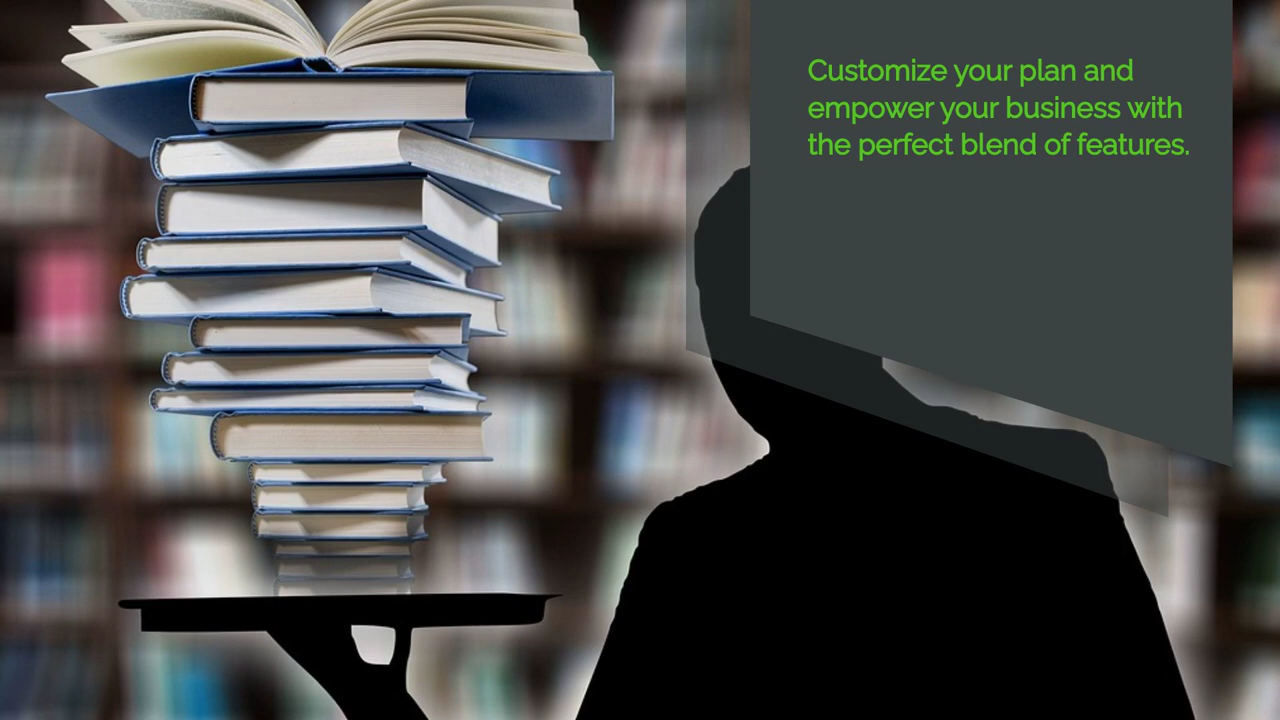 Customize your plan and
empower your business with
the perfect blend of features.